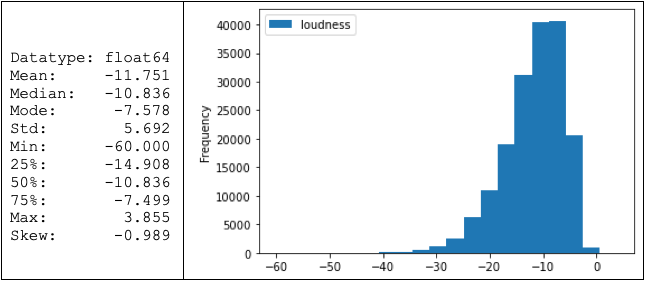 Datatype: float64
Mean: -11.751
Median: -10.836
Mode: -7.578
Std: 5.692
Min: -60.000
25%: -14.908
50%: -10.836
75%: -7.499
Max: 3.855
Skew: -0.989
loudness
Frequency
40000
35000
30000
25000
20000
15000
10000
5000
0
−60 −50 −40 −30 −20 −10 0